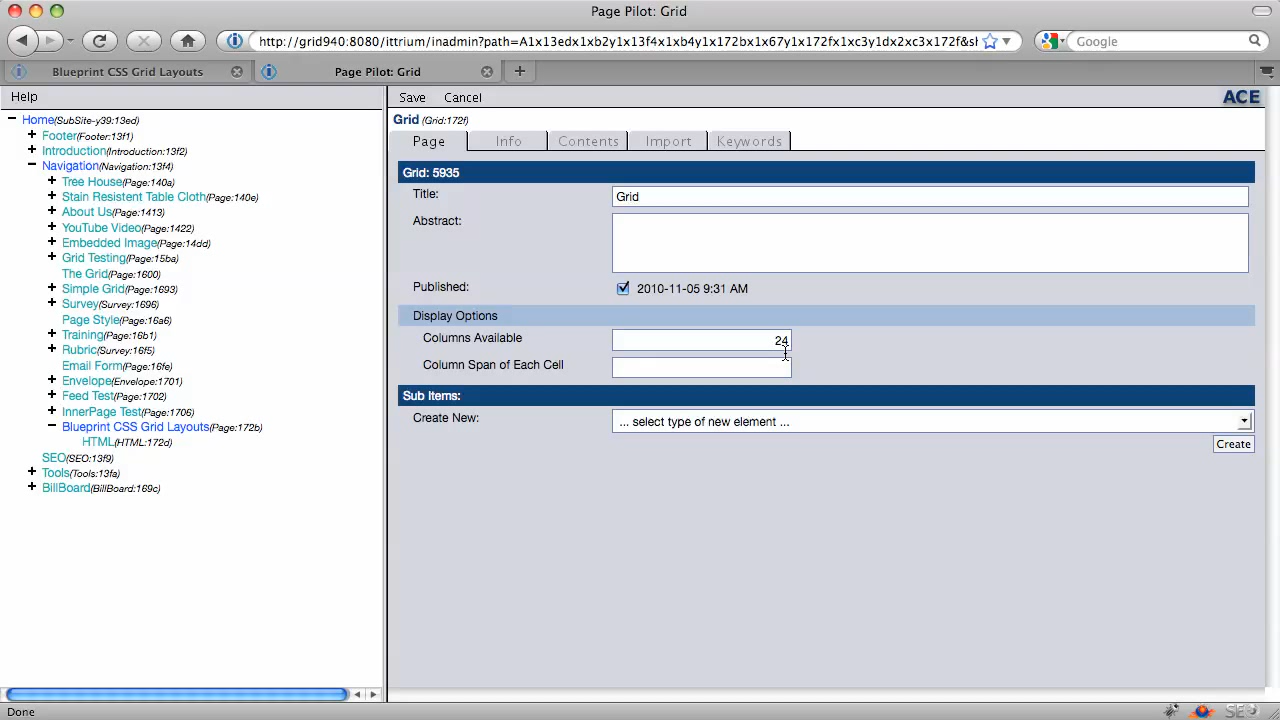 Page Pilot: Grid
http://grid940:8080/ittrium/inadmin?path=A1x13edx1xb2y1x13f4x1xb4y1x172bx1x67y1x172fx1xc3y1dx2xc3x172f&sh
Google
Blueprint CSS Grid Layouts
Page Pilot: Grid
Help
Save Cancel
ACE
Home(SubSite-y39:13ed)
Footer(Footer:13f1)
Introduction(Introduction:13f2)
Navigation(Navigation:13f4)
Tree House(Page:140a)
Stain Resistent Table Cloth(Page:140e)
About Us(Page:1413)
YouTube Video(Page:1422)
Embedded Image(Page:14dd)
Grid Testing(Page:15ba)
The Grid(Page:1600)
Simple Grid(Page:1693)
Survey(Page:1696)
Page Style(Page:16a6)
Training(Page:16b1)
Rubric(Survey:16f5)
Email Form(Page:16fe)
Envelope(Envelope:1701)
Feed Test(Page:1702)
InnerPage Test(Page:1706)
Blueprint CSS Grid Layouts(Page:172b)
HTML(HTML:172d)
SEO(SEO:13f9)
Tools(Tools:13fa)
BillBoard(BillBoard:169c)
Grid (Grid:172f)
Page Info Contents Import Keywords
Grid: 5935
Title: Grid
Abstract:
Published: 2010-11-05 9:31 AM
Display Options
Columns Available 24
Column Span of Each Cell
Sub Items:
Create New: ... select type of new element ...
Create
Done